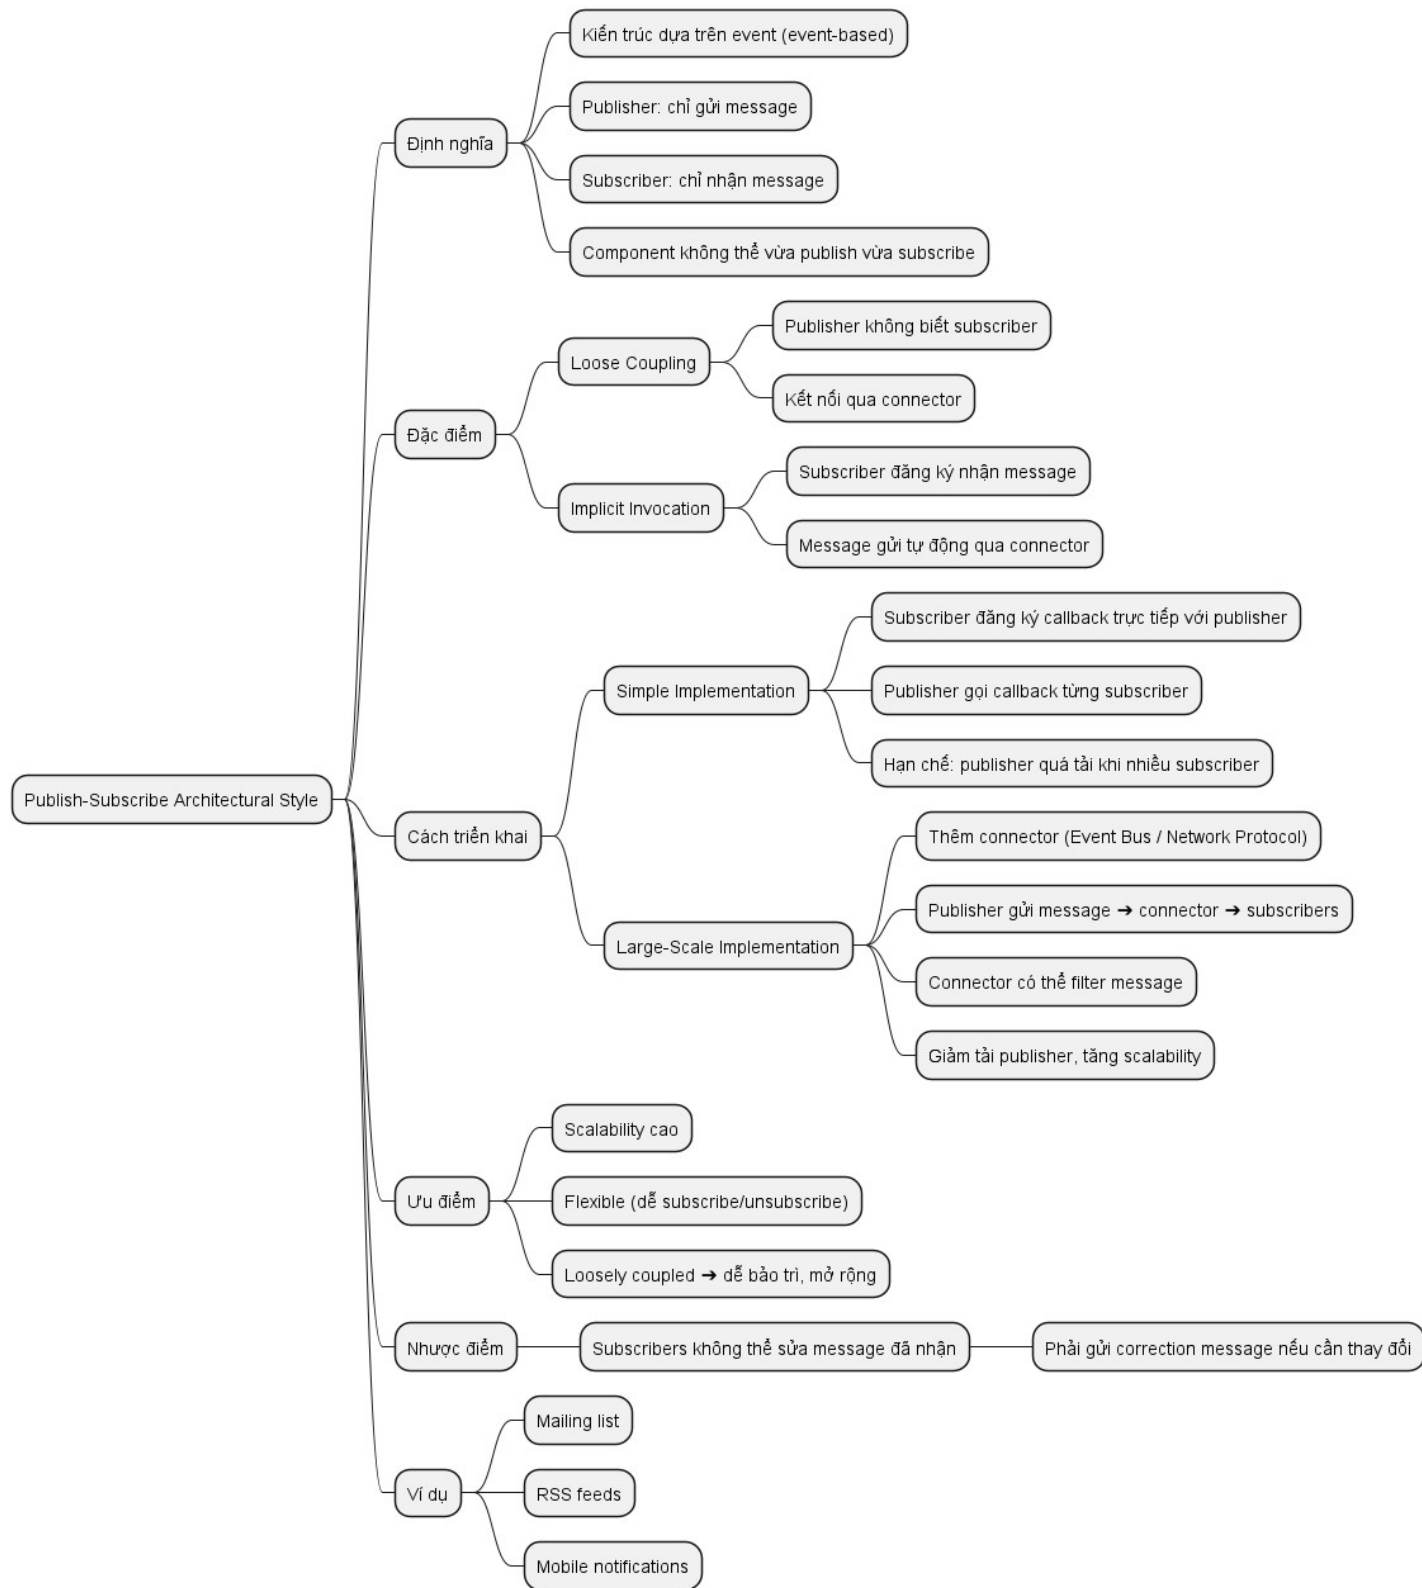 Kiến trúc dựa trên event (event-based)
Publisher: chỉ gửi message
Định nghĩa
Subscriber: chỉ nhận message
Component không thể vừa publish vừa subscribe
Publisher không biết subscriber
Loose Coupling
Kết nối qua connector
Đặc điểm
Subscriber đăng ký nhận message
Implicit Invocation
Message gửi tự động qua connector
Subscriber đăng ký callback trực tiếp với publisher
Simple Implementation
Publisher gọi callback từng subscriber
Hạn chế: publisher quá tải khi nhiều subscriber
Publish-Subscribe Architectural Style
Cách triển khai
Thêm connector (Event Bus / Network Protocol)
Publisher gửi message ➔ connector ➔ subscribers
Large-Scale Implementation
Connector có thể filter message
Giảm tải publisher, tăng scalability
Scalability cao
Ưu điểm
Flexible (dễ subscribe/unsubscribe)
Loosely coupled ➔ dễ bảo trì, mở rộng
Nhược điểm
Subscribers không thể sửa message đã nhận
Phải gửi correction message nếu cần thay đổi
Mailing list
Ví dụ
RSS feeds
Mobile notifications